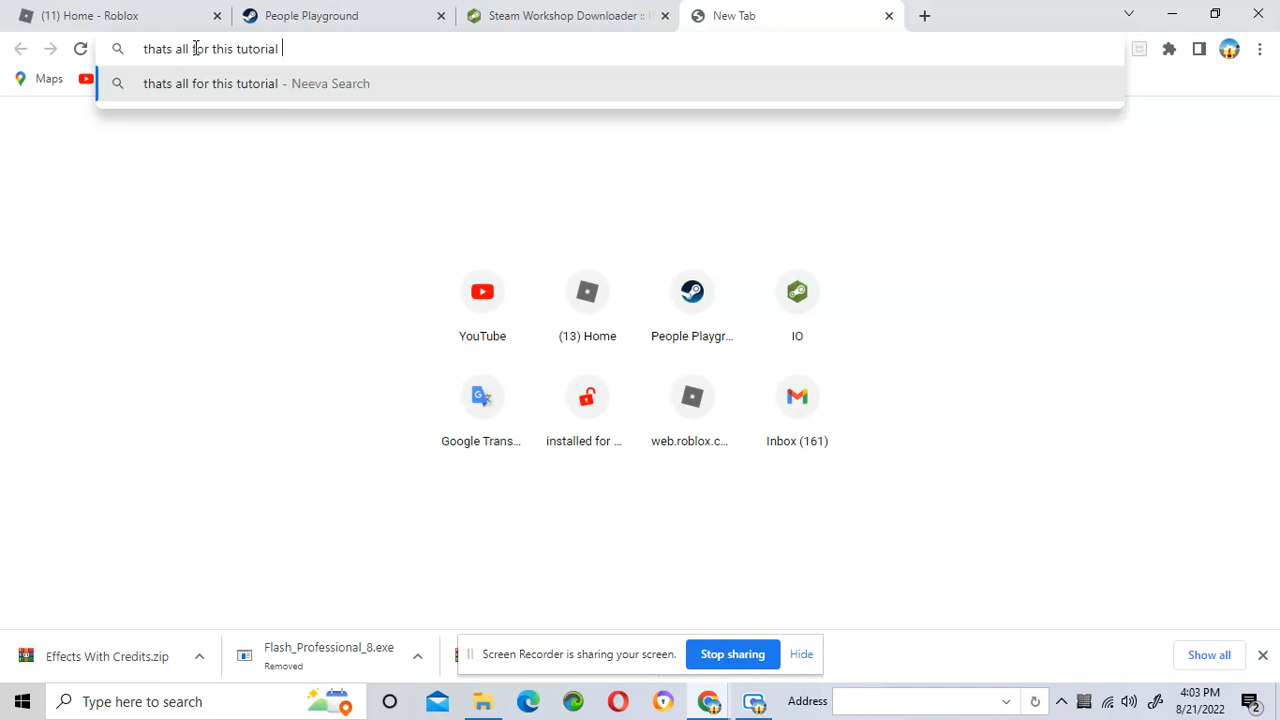 (11) Home - Roblox
People Playground
Steam Workshop Downloader ::
New Tab
thats all for this tutorial
Maps
thats all for this tutorial - Neeva Search
YouTube
(13) Home
People Playgr...
IO
Google Trans...
installed for ...
web.roblox.c...
Inbox (161)
Effects With Credits.zip
Flash_Professional_8.exe
Removed
Screen Recorder is sharing your screen.
Stop sharing
Hide
Show all
Type here to search
Address
4:03 PM
8/21/2022
2